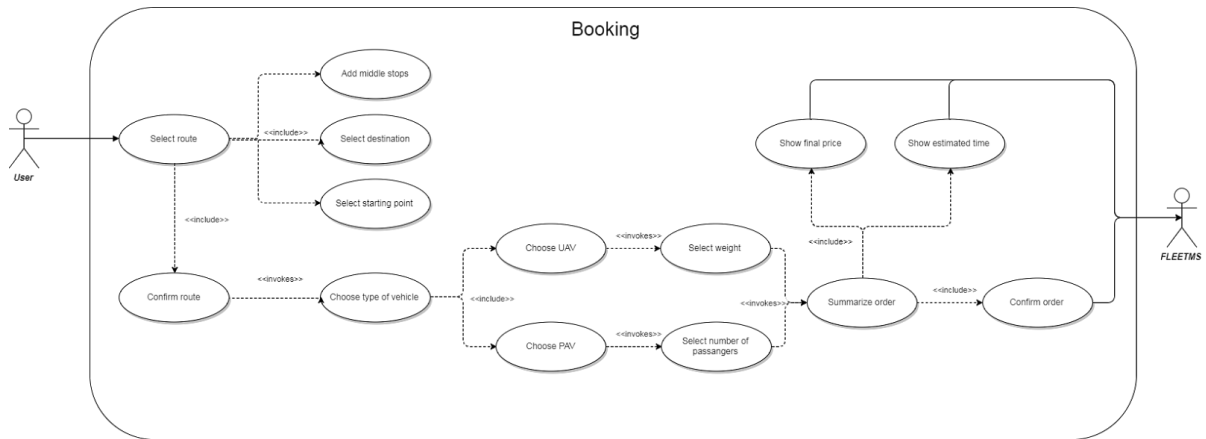 Booking
Add middle stops
Select route
<<include>>
Select destination
Show final price
Show estimated time
User
Select starting point
<<include>>
FLEETMS
Choose UAV
<<invokes>>
Select weight
<<include>>
Confirm route
<<invokes>>
Choose type of vehicle
<<include>>
<<invokes>>
Summarize order
<<include>>
Confirm order
Choose PAV
<<invokes>>
Select number of
passangers